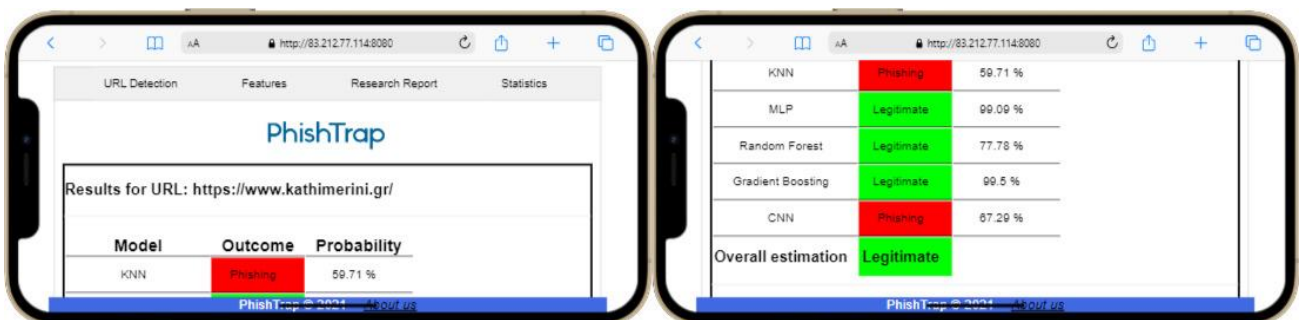 AA http://83.212.77.114:8080
URL Detection Features Research Report Statistics
PhishTrap
Results for URL: https://www.kathimerini.gr/
Model Outcome Probability
KNN Phishing 59.71 %
PhishTrap © 2021 About us
AA http://83.212.77.114:8080
KNN Phishing 59.71 %
MLP Legitimate 99.09 %
Random Forest Legitimate 77.78 %
Gradient Boosting Legitimate 99.5 %
CNN Phishing 67.29 %
Overall estimation Legitimate
PhishTrap © 2021 About us